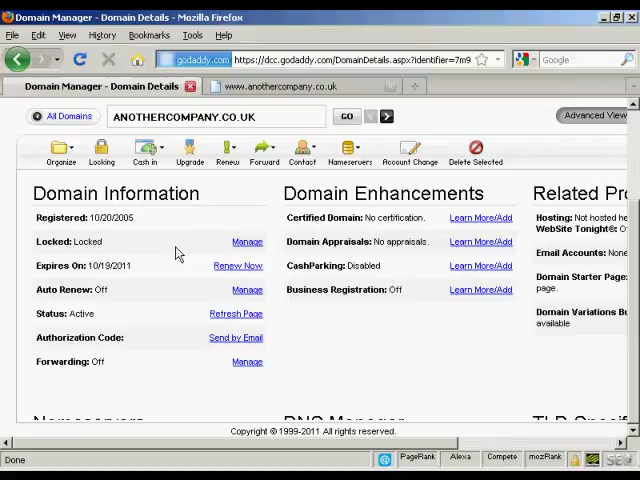 Domain Manager - Domain Details - Mozilla Firefox
File Edit View History Bookmarks Tools Help
godaddy.com https://dcc.godaddy.com/DomainDetails.aspx?identifier=7m9
Google
Domain Manager - Domain Details
www.anothercompany.co.uk
All Domains
ANOTHERCOMPANY.CO.UK
GO
Advanced View
Organize Locking Cash in Upgrade Renew Forward Contact Nameservers Account Change Delete Selected
Domain Information
Registered: 10/20/2005
Locked: Locked Manage
Expires On: 10/19/2011 Renew Now
Auto Renew: Off Manage
Status: Active Refresh Page
Authorization Code: Send by Email
Forwarding: Off Manage
Domain Enhancements
Certified Domain: No certification. Learn More/Add
Domain Appraisals: No appraisals. Learn More/Add
CashParking: Disabled Learn More/Add
Business Registration: Off Learn More/Add
Related Pro
Hosting: Not hosted he
WebSite Tonight®: O
Email Accounts: None
Domain Starter Page:
page.
Domain Variations Bu
available
Nameservers
DNS Manager
TLD Specif
Copyright © 1999-2011 All rights reserved.
Done
PageRank Alexa Compete mozRank
SEO